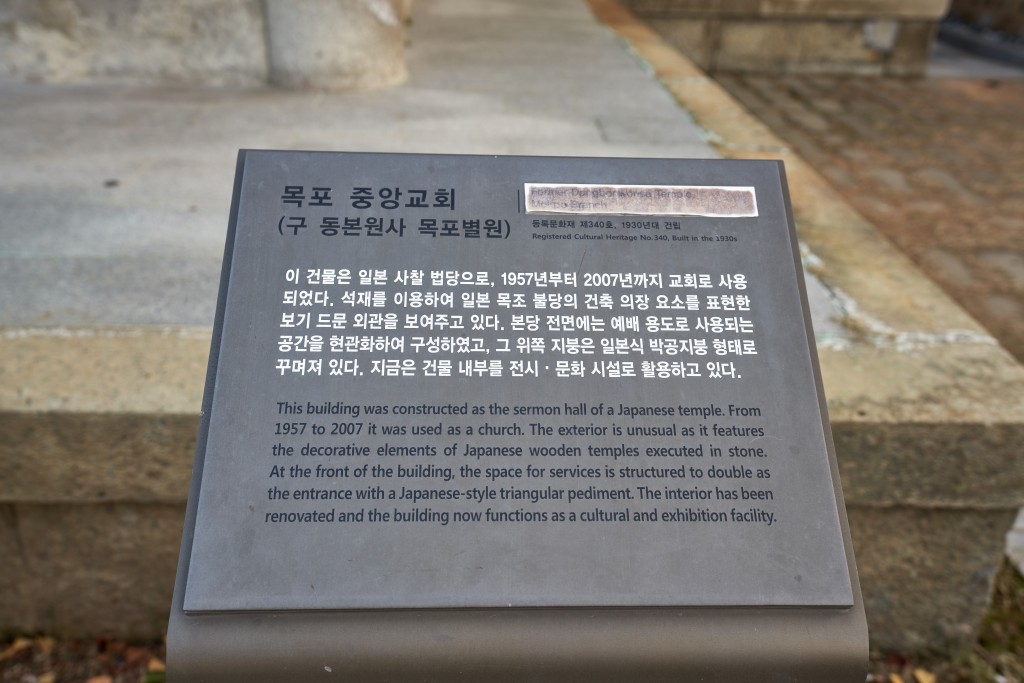 목포 중앙교회
(구 동본원사 목포별원)
Former Dongbonwonsa Temple,
Mokpo Branch
등록문화재 제340호, 1930년대 건립
Registered Cultural Heritage No.340, Built in the 1930s
이 건물은 일본 사찰 법당으로, 1957년부터 2007년까지 교회로 사용
되었다. 석재를 이용하여 일본 목조 불당의 건축 의장 요소를 표현한
보기 드문 외관을 보여주고 있다. 본당 전면에는 예배 용도로 사용되는
공간을 현관화하여 구성하였고, 그 위쪽 지붕은 일본식 박공지붕 형태로
꾸며져 있다. 지금은 건물 내부를 전시 · 문화 시설로 활용하고 있다.
This building was constructed as the sermon hall of a Japanese temple. From
1957 to 2007 it was used as a church. The exterior is unusual as it features
the decorative elements of Japanese wooden temples executed in stone.
At the front of the building, the space for services is structured to double as
the entrance with a Japanese-style triangular pediment. The interior has been
renovated and the building now functions as a cultural and exhibition facility.